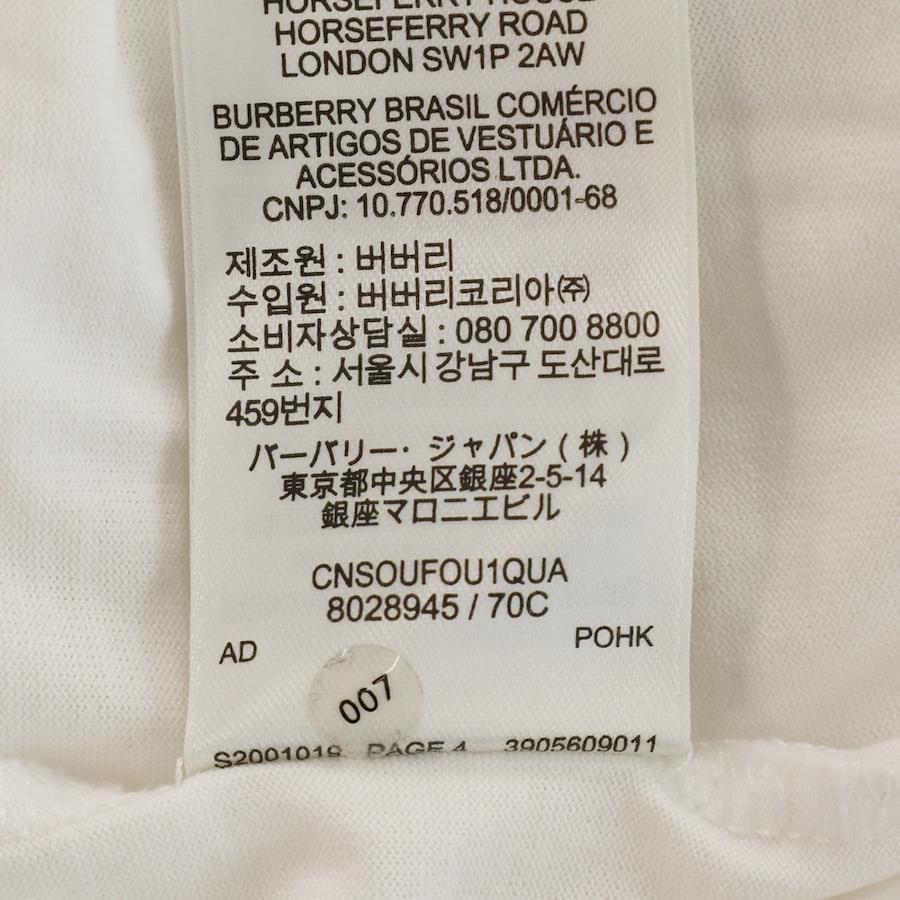 HORSEFERRY HOUSE
HORSEFERRY ROAD
LONDON SW1P 2AW
BURBERRY BRASIL COMÉRCIO
DE ARTIGOS DE VESTUÁRIO E
ACESSÓRIOS LTDA.
CNPJ: 10.770.518/0001-68
제조원 : 버버리
수입원 : 버버리코리아㈜
소비자상담실 : 080 700 8800
주 소 : 서울시 강남구 도산대로
459번지
バーバリー・ジャパン ( 株 )
東京都中央区銀座2-5-14
銀座マロニエビル
CNSOUFOU1QUA
8028945 / 70C
AD POHK
007
S2001019 PAGE 4 3905609011